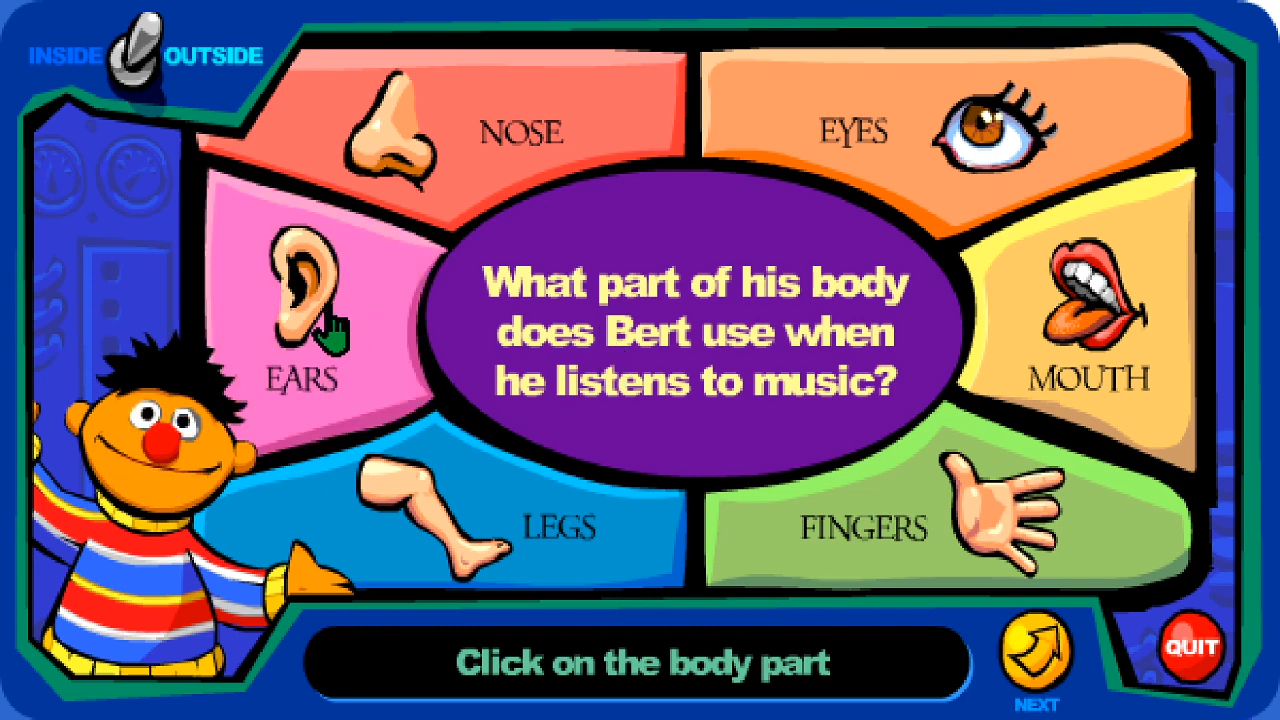 INSIDE OUTSIDE
NOSE
EYES
EARS
What part of his body
does Bert use when
he listens to music?
MOUTH
LEGS
FINGERS
Click on the body part
NEXT
QUIT